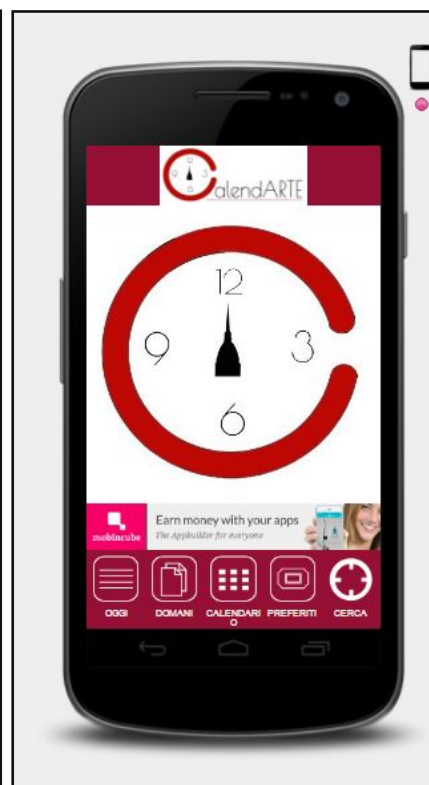 CalendARTE
12
9
3
6
mobincube
Earn money with your apps
The Appbuilder for everyone
OGGI
DOMANI
CALENDARI
O
PREFERITI
CERCA